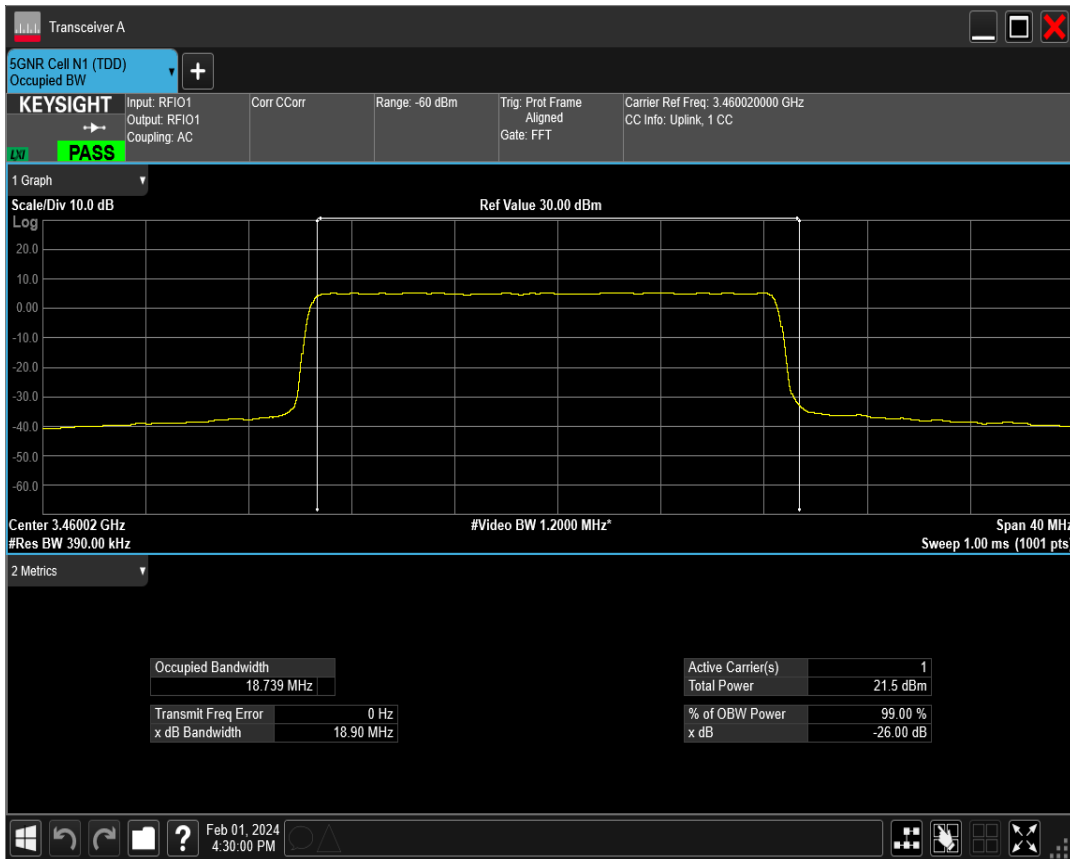 Transceiver A
5GNR Cell N1 (TDD)
Occupied BW
+
KEYSIGHT
LXI
PASS
Input: RFIO1
Output: RFIO1
Coupling: AC
Corr CCorr
Range: -60 dBm
Trig: Prot Frame
Aligned
Gate: FFT
Carrier Ref Freq: 3.460020000 GHz
CC Info: Uplink, 1 CC
1 Graph
Scale/Div 10.0 dB
Ref Value 30.00 dBm
Log
20.0
10.0
0.00
-10.0
-20.0
-30.0
-40.0
-50.0
-60.0
Center 3.46002 GHz
#Video BW 1.2000 MHz*
Span 40 MHz
#Res BW 390.00 kHz
Sweep 1.00 ms (1001 pts)
2 Metrics
Occupied Bandwidth
18.739 MHz
Transmit Freq Error 0 Hz
x dB Bandwidth 18.90 MHz
Active Carrier(s) 1
Total Power 21.5 dBm
% of OBW Power 99.00 %
x dB -26.00 dB
?
Feb 01, 2024
4:30:00 PM